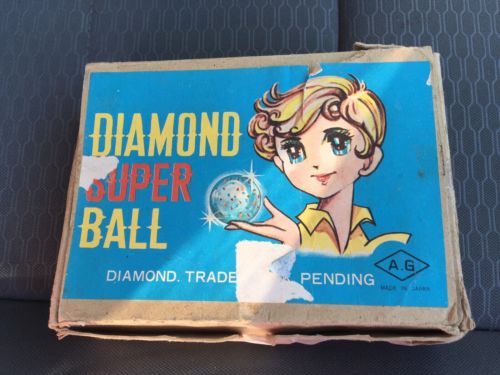 DIAMOND
SUPER
BALL
DIAMOND. TRADE PENDING
A.G
MADE IN JAPAN